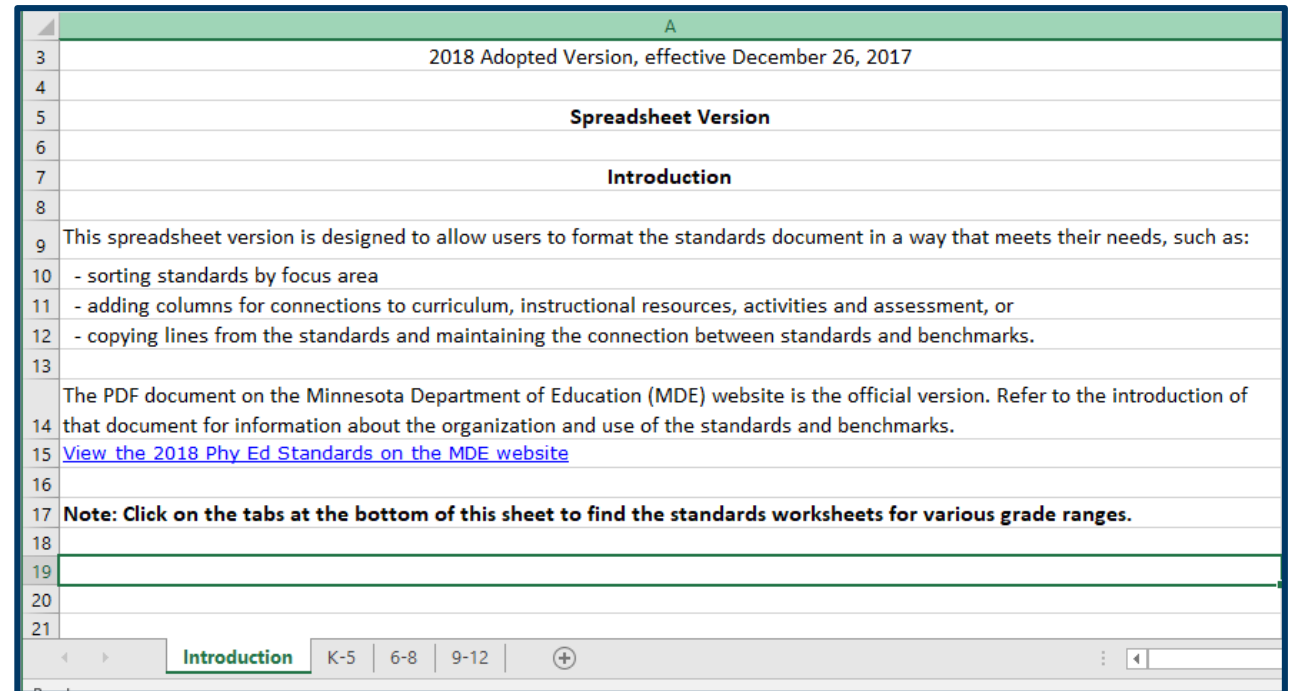 A
3 2018 Adopted Version, effective December 26, 2017
4
5 Spreadsheet Version
6
7 Introduction
8
9 This spreadsheet version is designed to allow users to format the standards document in a way that meets their needs, such as:
10 - sorting standards by focus area
11 - adding columns for connections to curriculum, instructional resources, activities and assessment, or
12 - copying lines from the standards and maintaining the connection between standards and benchmarks.
13
The PDF document on the Minnesota Department of Education (MDE) website is the official version. Refer to the introduction of
14 that document for information about the organization and use of the standards and benchmarks.
15 View the 2018 Phy Ed Standards on the MDE website
16
17 Note: Click on the tabs at the bottom of this sheet to find the standards worksheets for various grade ranges.
18
19
20
21
Introduction K-5 6-8 9-12